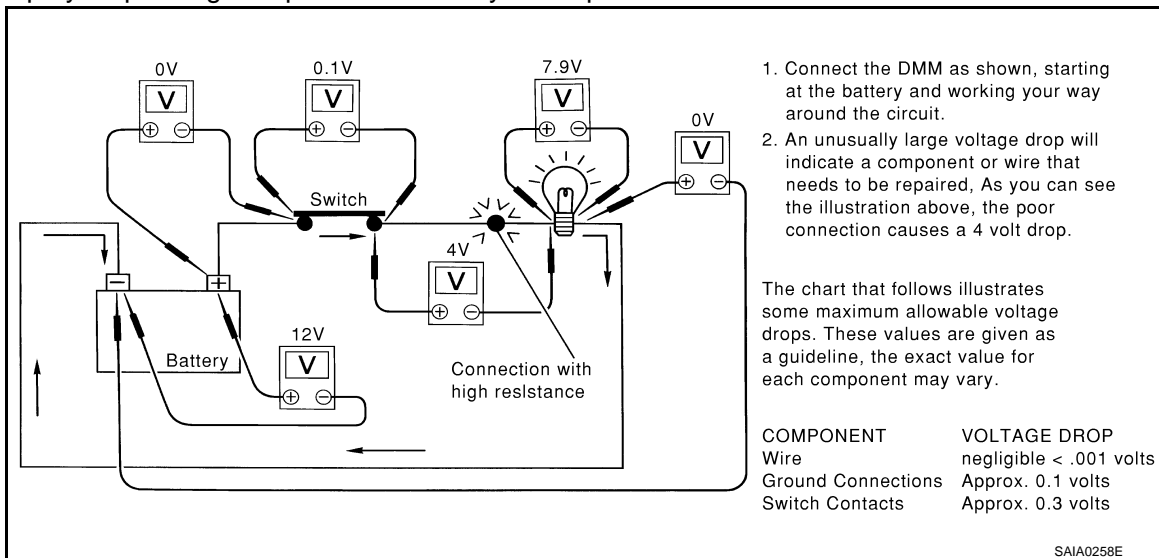 0V
0.1V
7.9V
0V
V
V
V
V
Switch
4V
V
12V
V
Battery
Connection with
high reslstance
1. Connect the DMM as shown, starting
at the battery and working your way
around the circuit.
2. An unusually large voltage drop will
indicate a component or wire that
needs to be repaired, As you can see
the illustration above, the poor
connection causes a 4 volt drop.
The chart that follows illustrates
some maximum allowable voltage
drops. These values are given as
a guideline, the exact value for
each component may vary.
COMPONENT VOLTAGE DROP
Wire negligible < .001 volts
Ground Connections Approx. 0.1 volts
Switch Contacts Approx. 0.3 volts
SAIA0258E